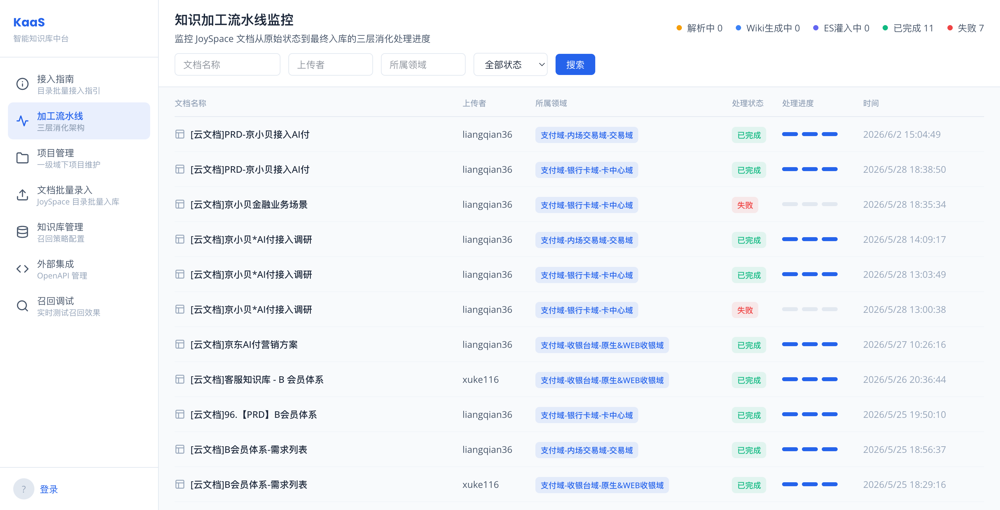 KaaS
智能知识库中台
接入指南
目录批量接入指引
加工流水线
三层消化架构
项目管理
一级域下项目维护
文档批量录入
JoySpace 目录批量入库
知识库管理
召回策略配置
外部集成
OpenAPI 管理
召回调试
实时测试召回效果
? 登录
知识加工流水线监控
监控 JoySpace 文档从原始状态到最终入库的三层消化处理进度
解析中 0 Wiki生成中 0 ES灌入中 0 已完成 11 失败 7
文档名称 上传者 所属领域 全部状态 搜索
文档名称 上传者 所属领域 处理状态 处理进度 时间
[云文档]PRD-京小贝接入AI付 liangqian36 支付域-内场交易域-交易域 已完成 2026/6/2 15:04:49
[云文档]PRD-京小贝接入AI付 liangqian36 支付域-银行卡域-卡中心域 已完成 2026/5/28 18:38:50
[云文档]京小贝金融业务场景 liangqian36 支付域-银行卡域-卡中心域 失败 2026/5/28 18:35:34
[云文档]京小贝*AI付接入调研 liangqian36 支付域-内场交易域-交易域 已完成 2026/5/28 14:09:17
[云文档]京小贝*AI付接入调研 liangqian36 支付域-银行卡域-卡中心域 已完成 2026/5/28 13:03:49
[云文档]京小贝*AI付接入调研 liangqian36 支付域-银行卡域-卡中心域 失败 2026/5/28 13:00:38
[云文档]京东AI付营销方案 liangqian36 支付域-收银台域-原生&WEB收银域 已完成 2026/5/27 10:26:16
[云文档]客服知识库 - B 会员体系 xuke116 支付域-收银台域-原生&WEB收银域 已完成 2026/5/26 20:36:44
[云文档]96.【PRD】B会员体系 liangqian36 支付域-银行卡域-卡中心域 已完成 2026/5/25 19:50:10
[云文档]B会员体系-需求列表 liangqian36 支付域-内场交易域-交易域 已完成 2026/5/25 18:56:37
[云文档]B会员体系-需求列表 xuke116 支付域-收银台域-原生&WEB收银域 已完成 2026/5/25 18:29:16